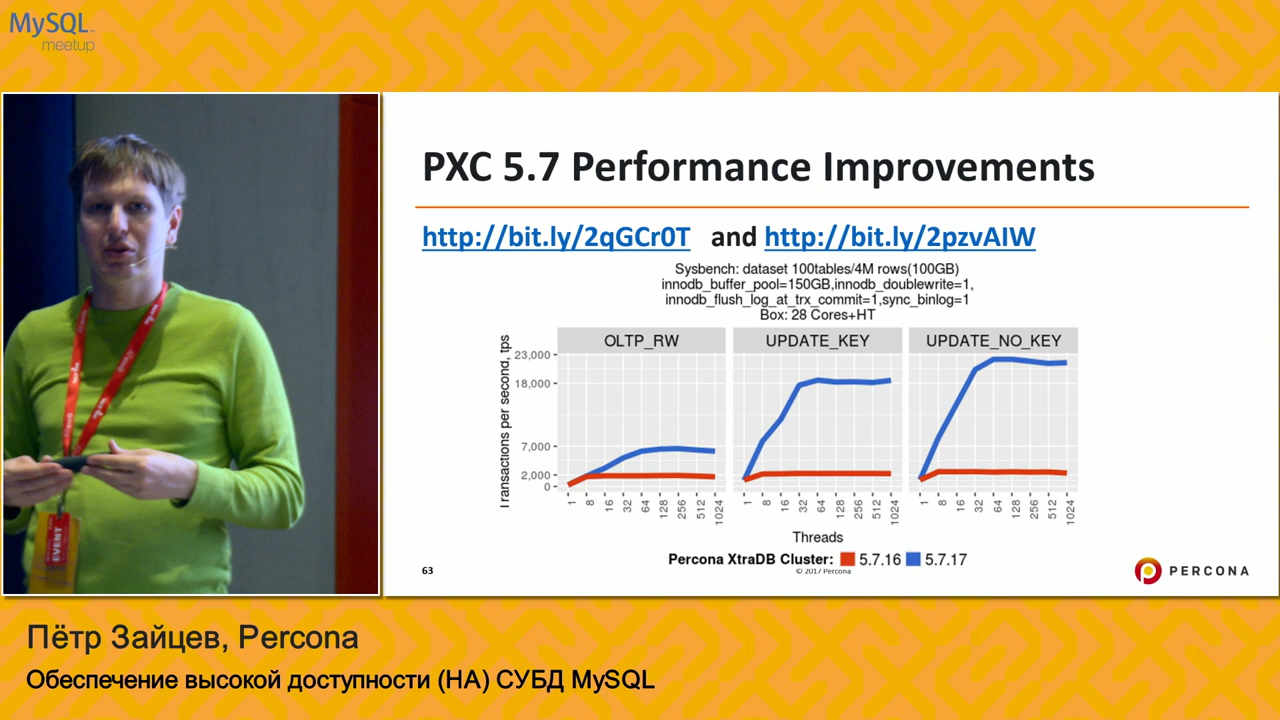 MySQL
meetup
PXC 5.7 Performance Improvements
http://bit.ly/2qGCr0T and http://bit.ly/2pzvAIW
Sysbench: dataset 100tables/4M rows(100GB)
innodb_buffer_pool=150GB,innodb_doublewrite=1,
innodb_flush_log_at_trx_commit=1,sync_binlog=1
Box: 28 Cores+HT
Transactions per second, tps
OLTP_RW UPDATE_KEY UPDATE_NO_KEY
23,000
18,000
7,000
2,000
0
1 8 16 32 64 128 256 512 1024 1 8 16 32 64 128 256 512 1024 1 8 16 32 64 128 256 512 1024
Threads
Percona XtraDB Cluster: 5.7.16 5.7.17
63
© 2017 Percona
PERCONA
EVENT
Пётр Зайцев, Percona
Обеспечение высокой доступности (HA) СУБД MySQL